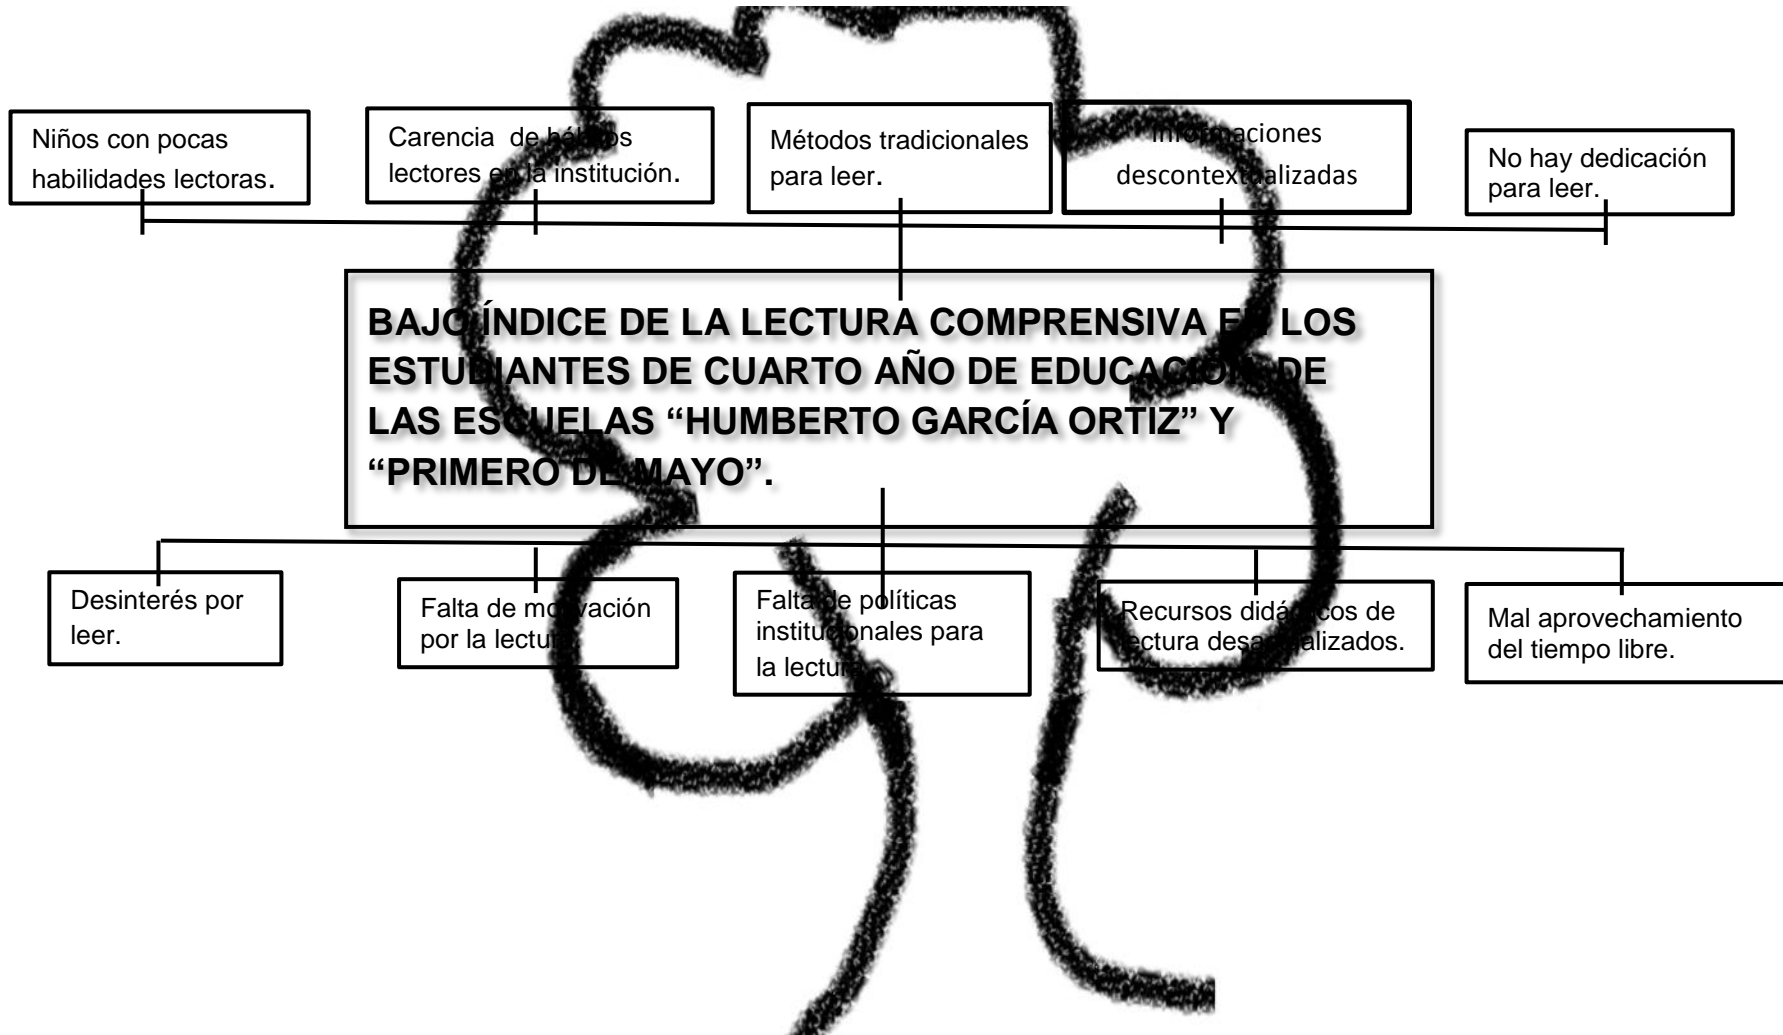 Niños con pocas
habilidades lectoras.
Carencia de hábitos
lectores en la institución.
Métodos tradicionales
para leer.
Informaciones
descontextualizadas
No hay dedicación
para leer.
BAJO ÍNDICE DE LA LECTURA COMPRENSIVA EN LOS
ESTUDIANTES DE CUARTO AÑO DE EDUCACIÓN DE
LAS ESCUELAS “HUMBERTO GARCÍA ORTIZ” Y
“PRIMERO DE MAYO”.
Desinterés por
leer.
Falta de motivación
por la lectura.
Falta de políticas
institucionales para
la lectura
Recursos didácticos de
lectura desactualizados.
Mal aprovechamiento
del tiempo libre.